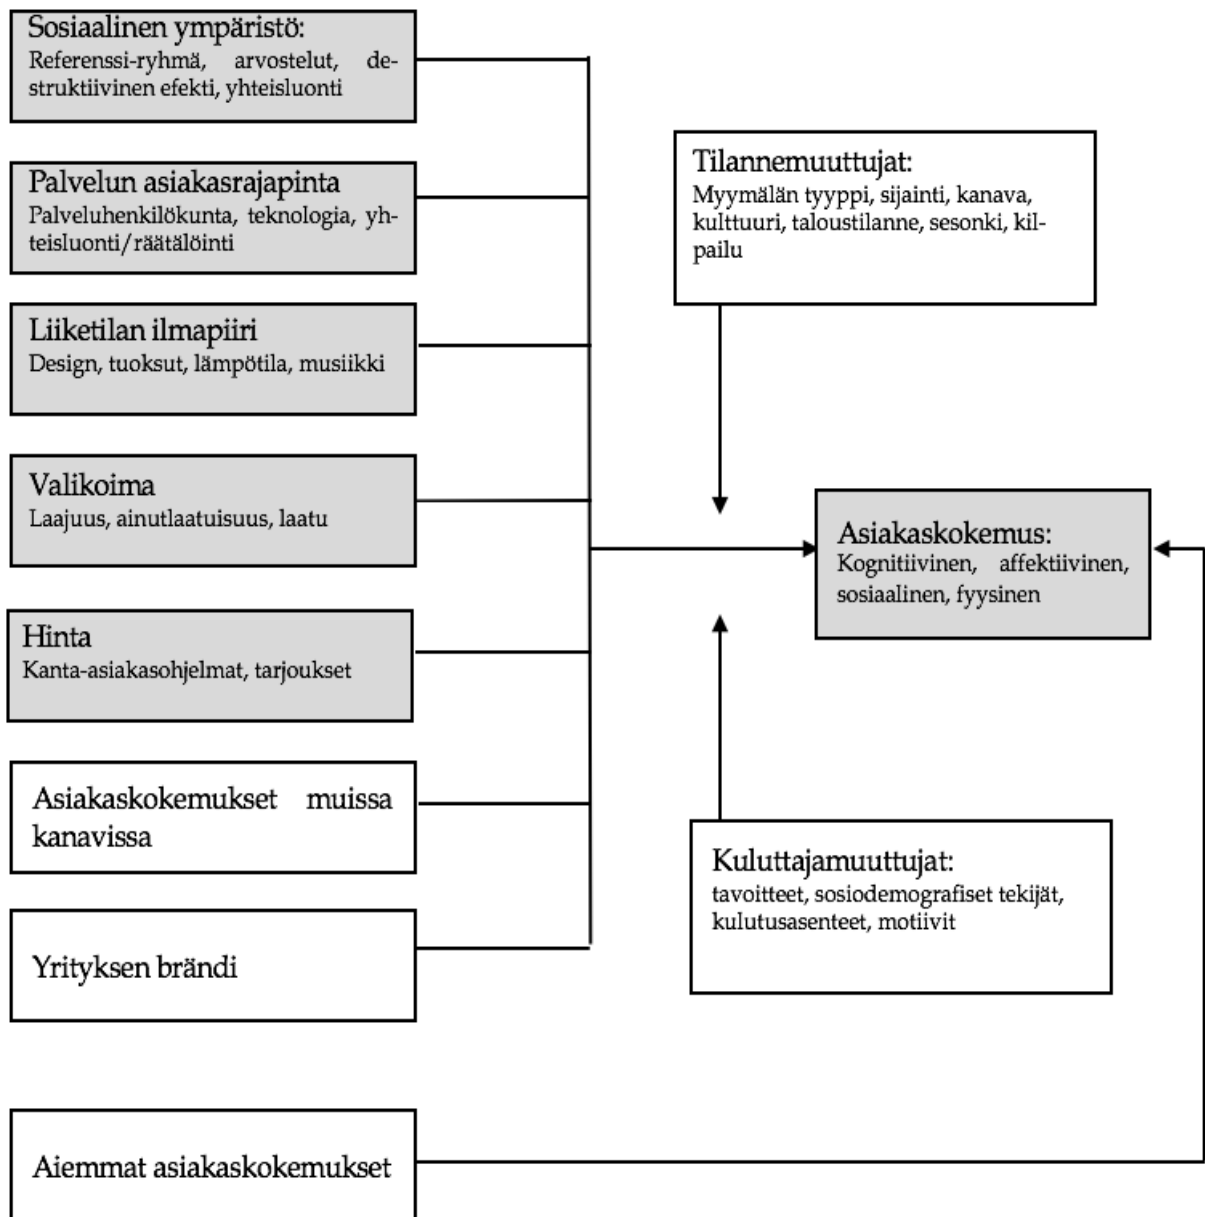 Sosiaalinen ympäristö:
Referenssi-ryhmä, arvostelut, de-
struktiivinen efekti, yhteisluonti
Palvelun asiakasrajapinta
Palveluhenkilökunta, teknologia, yh-
teisluonti/räätälöinti
Liiketilan ilmapiiri
Design, tuoksut, lämpötila, musiikki
Valikoima
Laajuus, ainutlaatuisuus, laatu
Hinta
Kanta-asiakasohjelmat, tarjoukset
Asiakaskokemukset muissa
kanavissa
Yrityksen brändi
Aiemmat asiakaskokemukset
Tilannemuuttujat:
Myymälän tyyppi, sijainti, kanava,
kulttuuri, taloustilanne, sesonki, kil-
pailu
Kuluttajamuuttujat:
tavoitteet, sosiodemografiset tekijät,
kulutusasenteet, motiivit
Asiakaskokemus:
Kognitiivinen, affektiivinen,
sosiaalinen, fyysinen